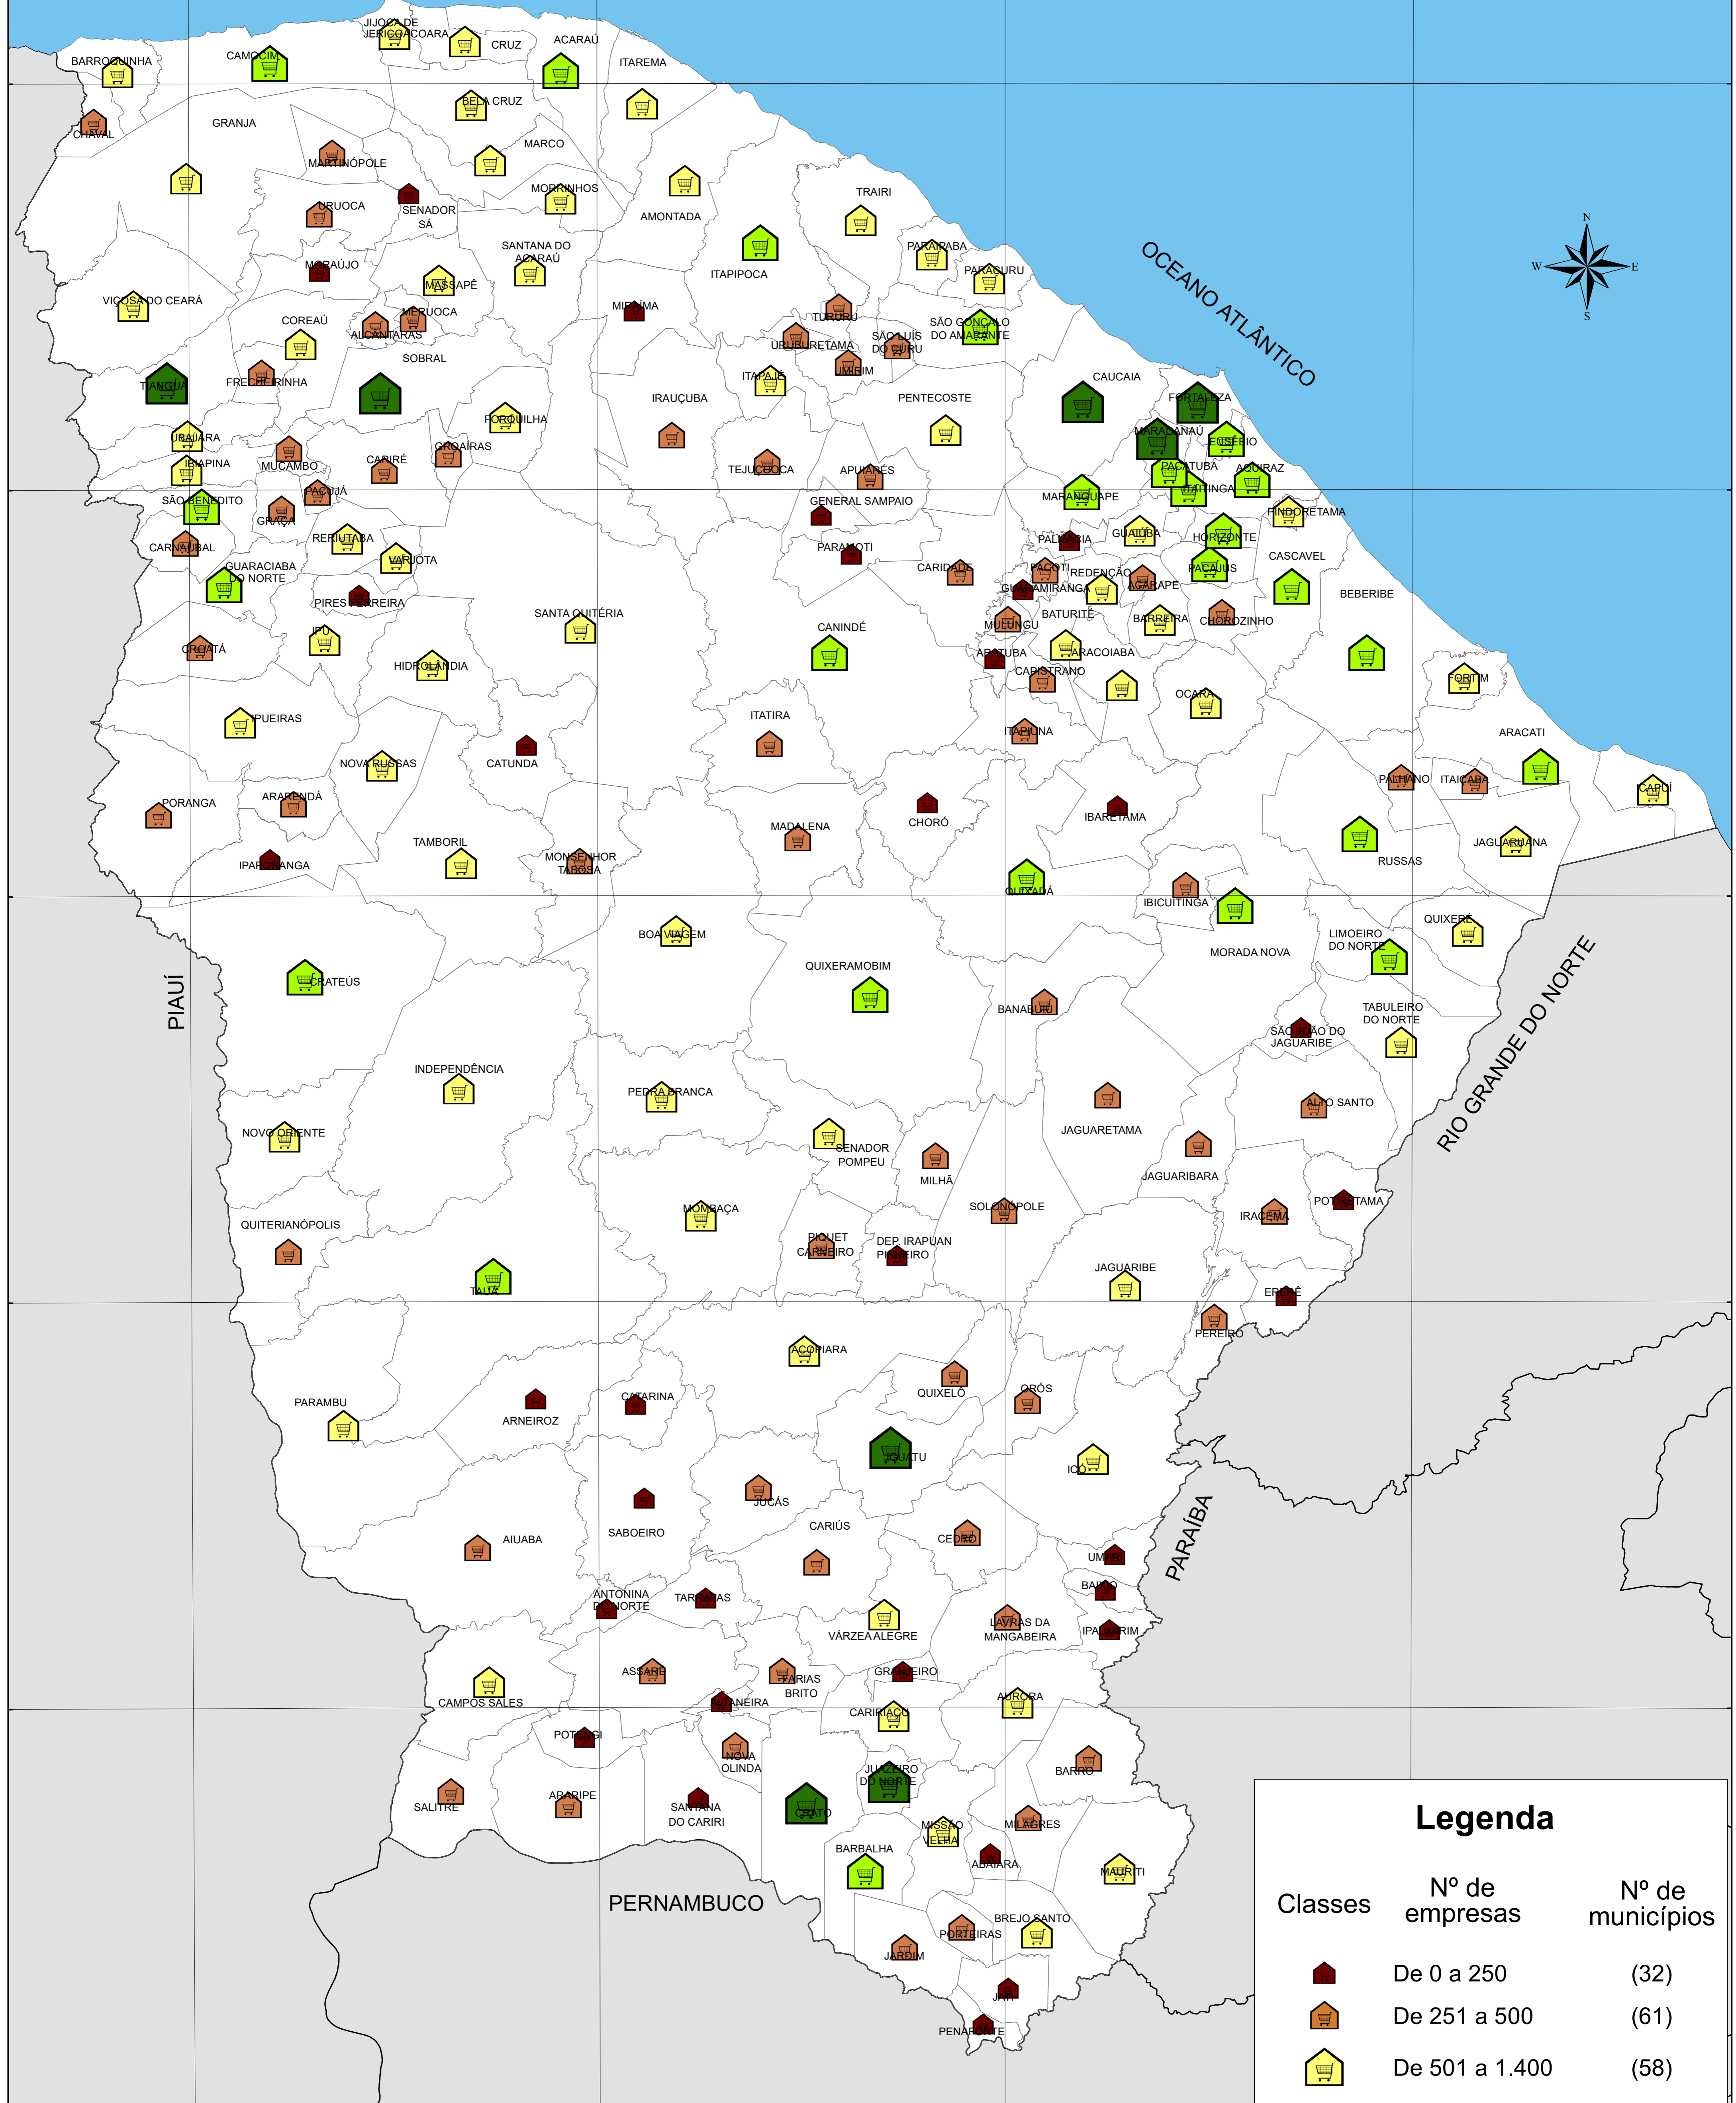 JIJOCA DE
JERICOACOARA
CRUZ
ACARAÚ
CAMOCIM
BARROQUINHA
ITAREMA
BELA CRUZ
CHAVAL
GRANJA
MARCO
MARTINÓPOLE
MORRINHOS
TRAIRI
URUOCA
SENADOR
SÁ
AMONTADA
SANTANA DO
ACARAÚ
PARAIPABA
N
W
E
S
OCEANO ATLÂNTICO
MORAÚJO
ITAPIPOCA
PARACURU
MASSAPÊ
VIÇOSA DO CEARÁ
MIRAÍMA
MERUOCA
TURURU
COREAÚ
SÃO GONÇALO
DO AMARANTE
ALCÂNTARAS
URUBURETAMA
SÃO LUÍS
DO CURU
SOBRAL
UMIRIM
ITAPAJÉ
CAUCAIA
TIANGUÁ
FRECHEIRINHA
IRAUÇUBA
PENTECOSTE
FORTALEZA
FORQUILHA
MARACANAÚ
UBAJARA
EUSÉBIO
GROAÍRAS
CARIRÉ
IBIAPINA
MUCAMBO
TEJUÇUOCA
APUIARÉS
PACATUBA
AQUIRAZ
PACUJÁ
ITAITINGA
MARANGUAPE
SÃO BENEDITO
GENERAL SAMPAIO
GRAÇA
PINDORETAMA
RERIUTABA
GUAIÚBA
HORIZONTE
PALMÁCIA
CARNAUBAL
PARAMOTI
CASCAVEL
VARJOTA
GUARACIABA
DO NORTE
CARIDADE
PACOTI
REDENÇÃO
PACAJUS
ACARAPE
GUARAMIRANGA
BEBERIBE
PIRES FERREIRA
SANTA QUITÉRIA
BATURITÉ
BARREIRA
CHOROZINHO
MULUNGU
CANINDÉ
IPU
CROATÁ
ARATUBA
ARACOIABA
HIDROLÂNDIA
CAPISTRANO
FORTIM
OCARA
IPUEIRAS
ITATIRA
ITAPIÚNA
ARACATI
NOVA RUSSAS
CATUNDA
PALHANO
ITAIÇABA
ICAPUÍ
ARARENDÁ
PORANGA
CHORÓ
IBARETAMA
MADALENA
TAMBORIL
JAGUARUANA
MONSENHOR
TABOSA
RUSSAS
IPAPORANGA
QUIXADÁ
IBICUITINGA
QUIXERÉ
BOA VIAGEM
LIMOEIRO
DO NORTE
MORADA NOVA
QUIXERAMOBIM
CRATEÚS
PIAUÍ
RIO GRANDE DO NORTE
BANABUIÚ
TABULEIRO
DO NORTE
SÃO JOÃO DO
JAGUARIBE
INDEPENDÊNCIA
PEDRA BRANCA
ALTO SANTO
NOVO ORIENTE
JAGUARETAMA
SENADOR
POMPEU
MILHÃ
JAGUARIBARA
POTIRETAMA
MOMBAÇA
SOLONÓPOLE
IRACEMA
QUITERIANÓPOLIS
PIQUET
CARNEIRO
DEP. IRAPUAN
PINHEIRO
JAGUARIBE
TAUÁ
ERERÊ
PEREIRO
ACOPIARA
QUIXELÔ
ORÓS
CATARINA
PARAMBU
ARNEIROZ
IGUATU
ICÓ
JUCÁS
PARAÍBA
CARIÚS
SABOEIRO
AIUABA
CEDRO
UMARI
BAIXIO
ANTONINA
DO NORTE
TARRAFAS
LAVRAS DA
MANGABEIRA
IPAUMIRIM
VÁRZEA ALEGRE
ASSARÉ
GRANJEIRO
FARIAS
BRITO
AURORA
CAMPOS SALES
ALTANEIRA
CARIRIAÇU
POTENGI
NOVA
OLINDA
BARRO
JUAZEIRO
DO NORTE
ARARIPE
SALITRE
SANTANA
DO CARIRI
CRATO
MISSÃO
VELHA
MILAGRES
BARBALHA
ABAIARA
MAURITI
PERNAMBUCO
BREJO SANTO
PORTEIRAS
JARDIM
JATI
PENAFORTE
Legenda
Classes
Nº de
empresas
Nº de
municípios
De 0 a 250
(32)
De 251 a 500
(61)
De 501 a 1.400
(58)